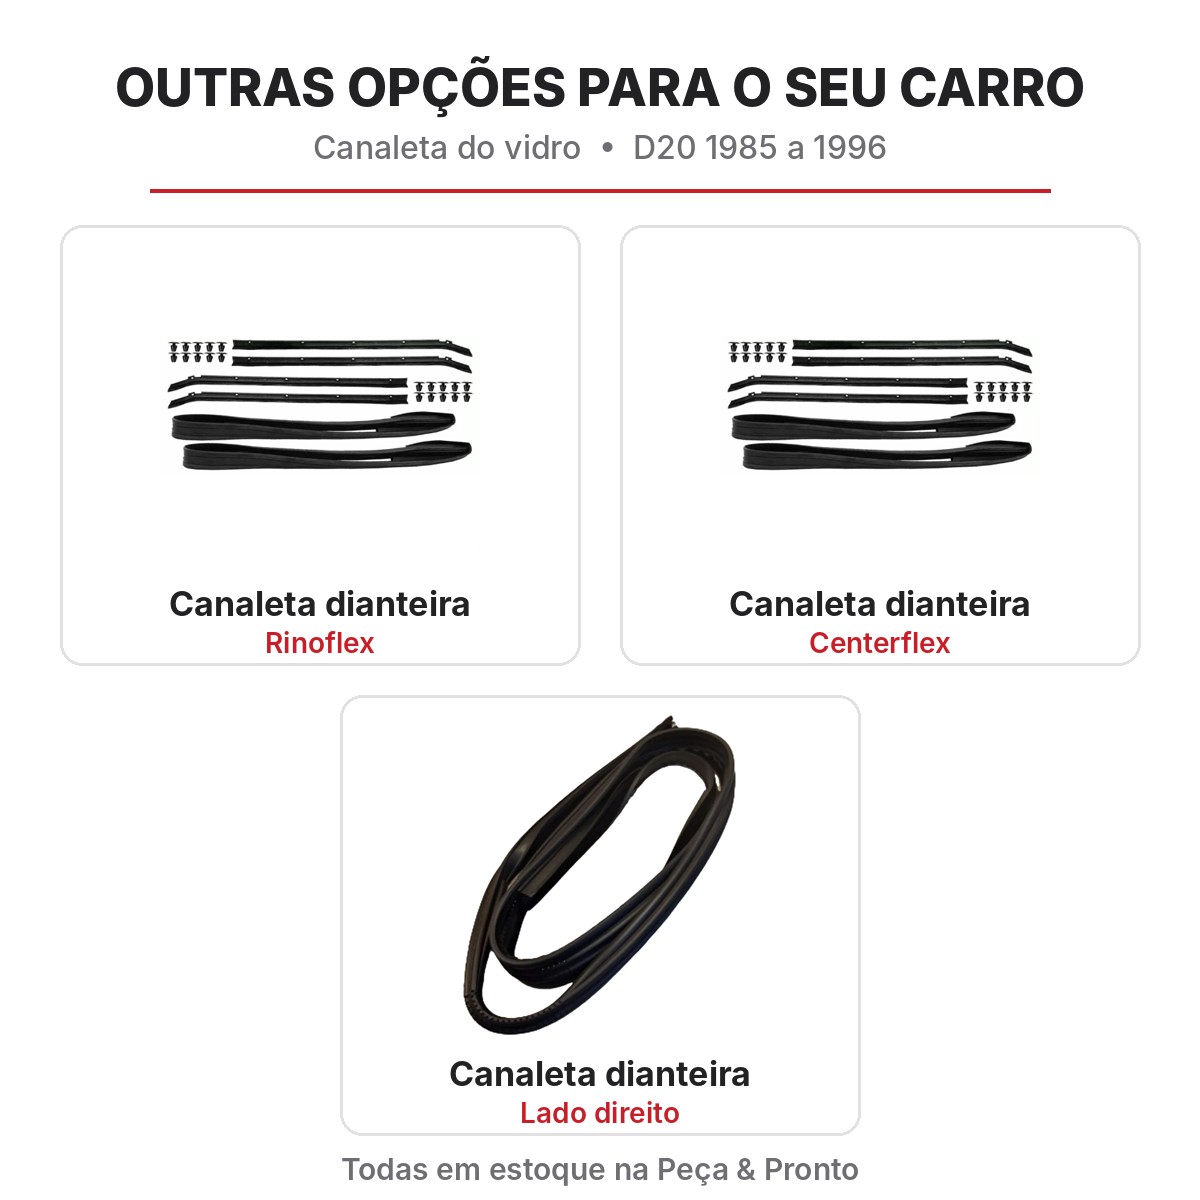 OUTRAS OPÇÕES PARA O SEU CARRO
Canaleta do vidro • D20 1985 a 1996
Canaleta dianteira
Rinoflex
Canaleta dianteira
Centerflex
Canaleta dianteira
Lado direito
Todas em estoque na Peça & Pronto